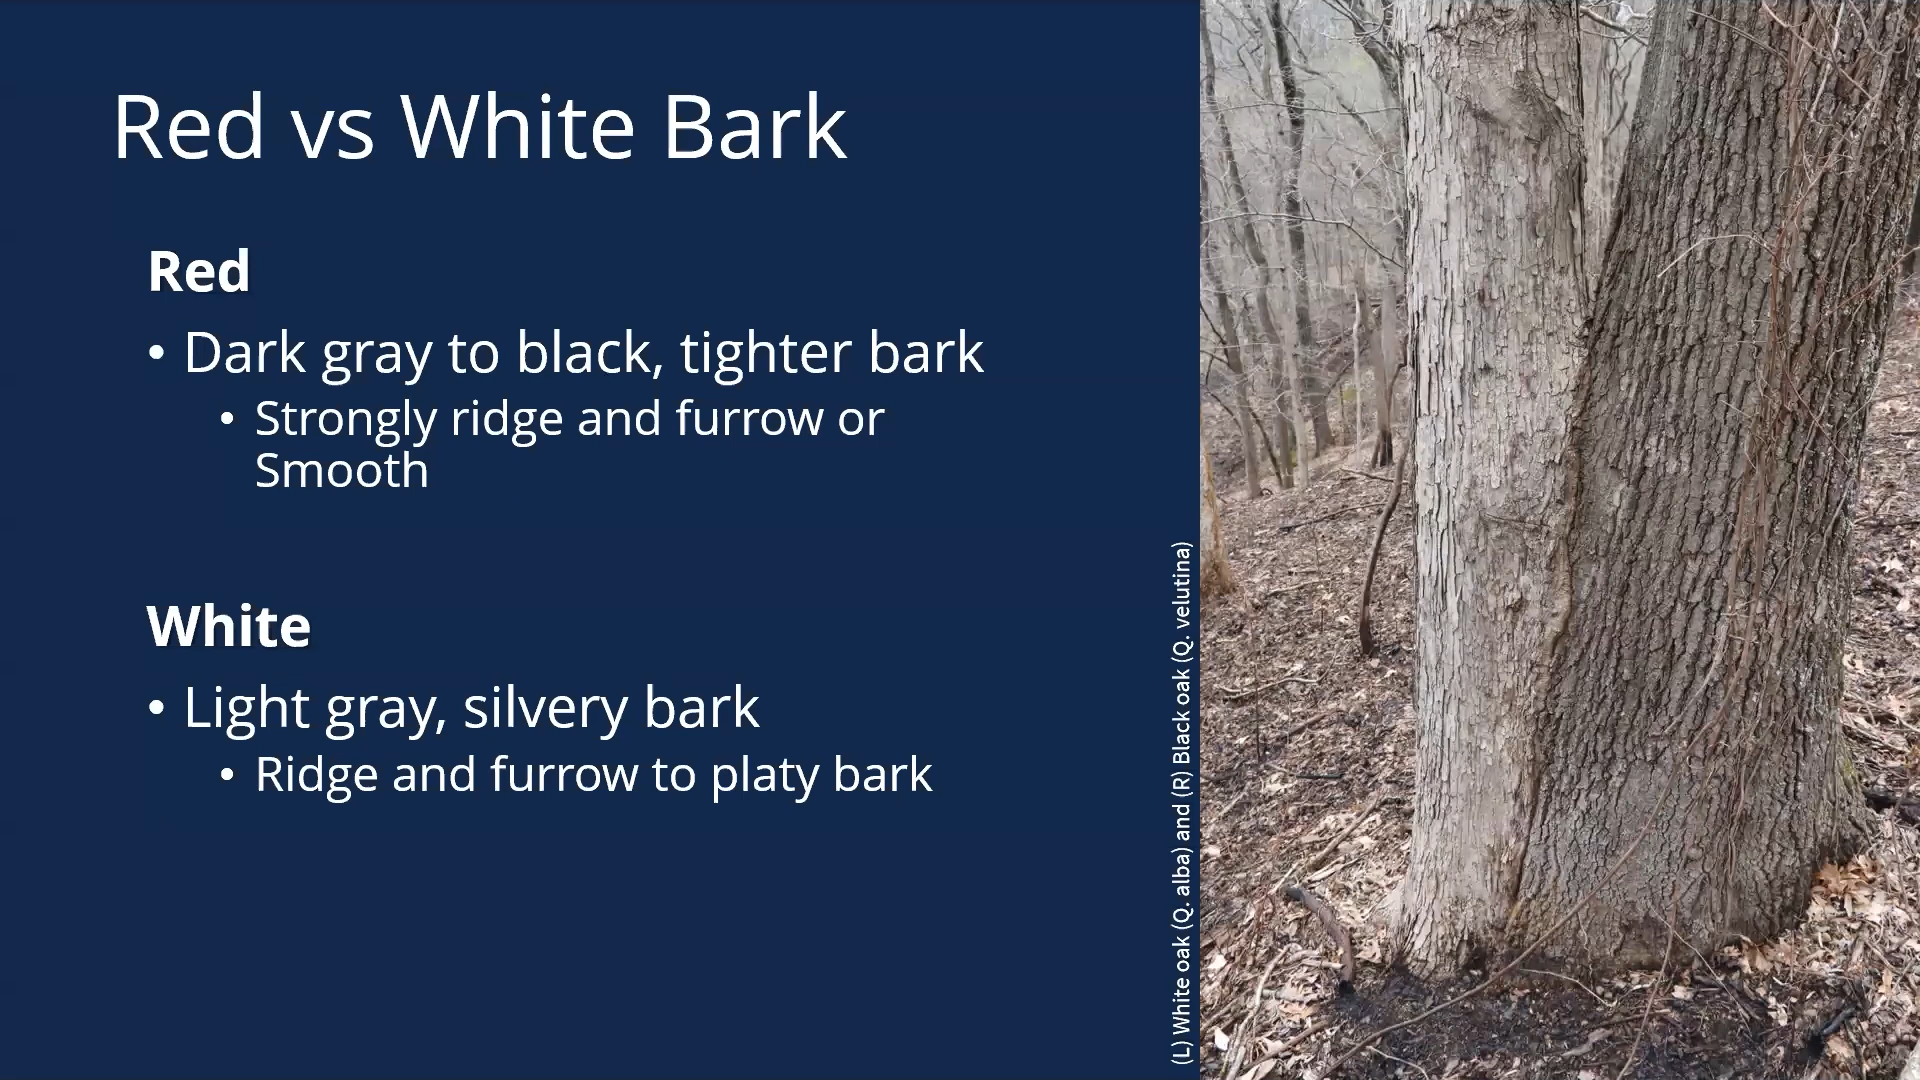 Red vs White Bark
Red
• Dark gray to black, tighter bark
• Strongly ridge and furrow or
Smooth
White
• Light gray, silvery bark
• Ridge and furrow to platy bark
(L) White oak (Q. alba) and (R) Black oak (Q. velutina)